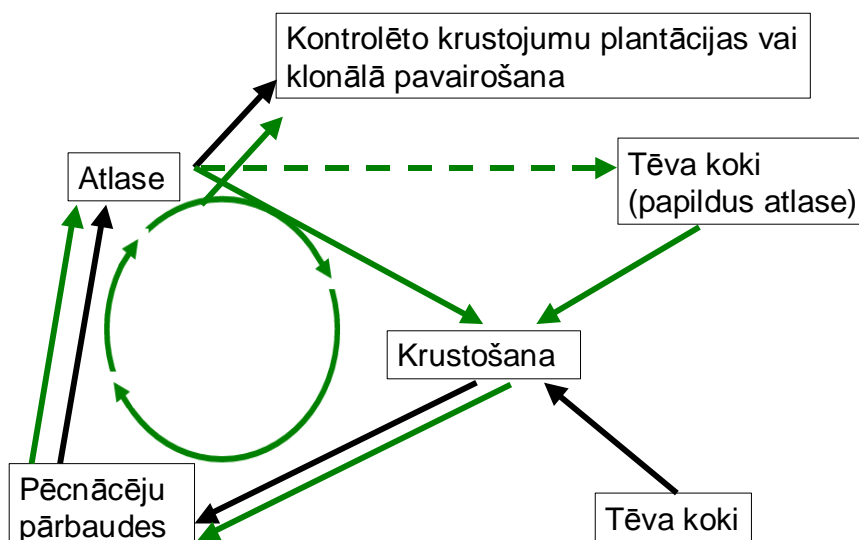 Kontrolēto krustojumu plantācijas vai
klonālā pavairošana
Atlase
Tēva koki
(papildus atlase)
Krustošana
Pēcnācēju
pārbaudes
Tēva koki